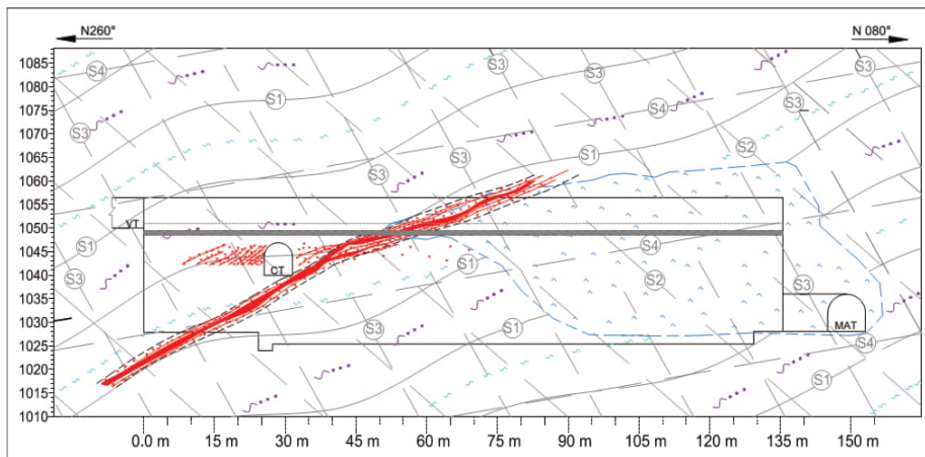 N260°
N 080°
1085
1080
1075
1070
1065
1060
1055
1050
1045
1040
1035
1030
1025
1020
1015
1010
S4
S3
S3
S3
S1
S4
S3
S3
S2
S3
S3
S1
S3
VT
S1
S4
S3
CT
S1
S2
S3
S3
S1
MAT
S4
S1
0.0 m
15 m
30 m
45 m
60 m
75 m
90 m
105 m
120 m
135 m
150 m